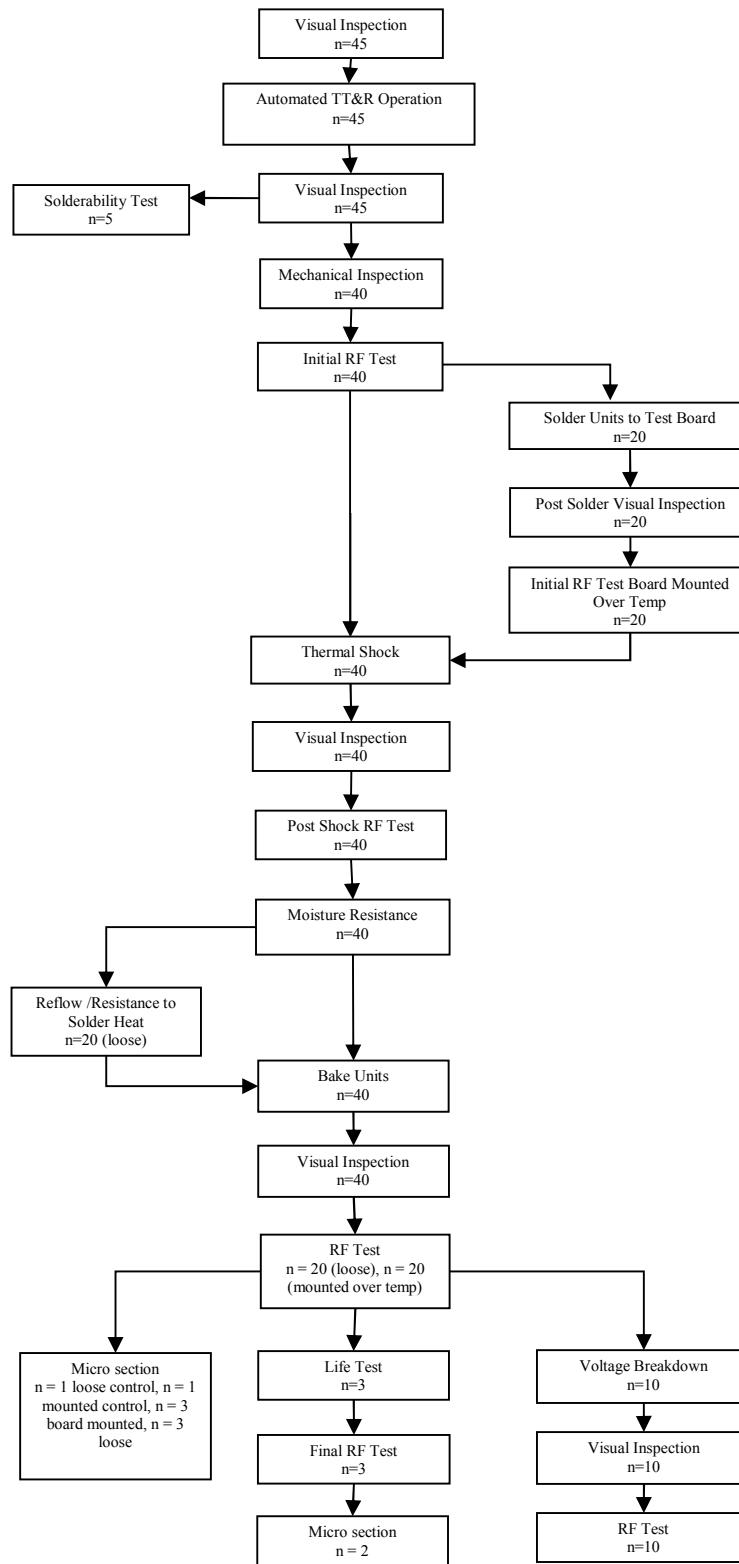 Visual Inspection
n=45
Automated TT&R Operation
n=45
Visual Inspection
n=45
Solderability Test
n=5
Mechanical Inspection
n=40
Initial RF Test
n=40
Solder Units to Test Board
n=20
Post Solder Visual Inspection
n=20
Initial RF Test Board Mounted
Over Temp
n=20
Thermal Shock
n=40
Visual Inspection
n=40
Post Shock RF Test
n=40
Moisture Resistance
n=40
Reflow /Resistance to
Solder Heat
n=20 (loose)
Bake Units
n=40
Visual Inspection
n=40
RF Test
n = 20 (loose), n = 20
(mounted over temp)
Micro section
n = 1 loose control, n = 1
mounted control, n = 3
board mounted, n = 3
loose
Life Test
n=3
Final RF Test
n=3
Micro section
n = 2
Voltage Breakdown
n=10
Visual Inspection
n=10
RF Test
n=10